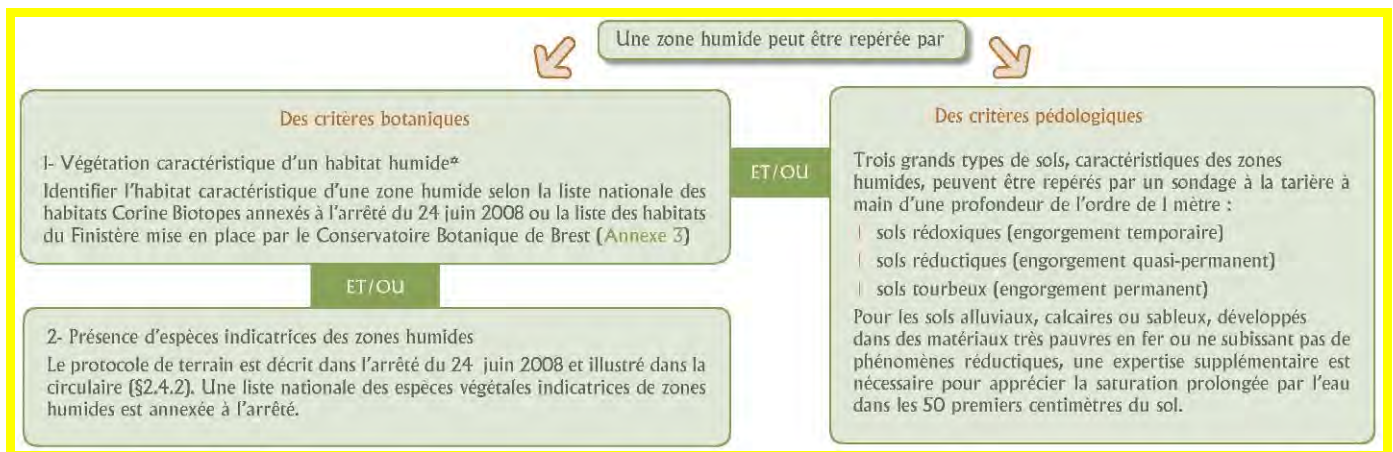 Une zone humide peut être repérée par
Des critères botaniques
1- Végétation caractéristique d'un habitat humide*
Identifier l'habitat caractéristique d'une zone humide selon la liste nationale des
habitats Corine Biotopes annexés à l'arrêté du 24 juin 2008 ou la liste des habitats
du Finistère mise en place par le Conservatoire Botanique de Brest (Annexe 3)
ET/OU
2- Présence d'espèces indicatrices des zones humides
Le protocole de terrain est décrit dans l'arrêté du 24 juin 2008 et illustré dans la
circulaire (§2.4.2). Une liste nationale des espèces végétales indicatrices de zones
humides est annexée à l'arrêté.
ET/OU
Des critères pédologiques
Trois grands types de sols, caractéristiques des zones
humides, peuvent être repérés par un sondage à la tarière à
main d'une profondeur de l'ordre de 1 mètre :
| sols rédoxiques (engorgement temporaire)
| sols réductiques (engorgement quasi-permanent)
| sols tourbeux (engorgement permanent)
Pour les sols alluviaux, calcaires ou sableux, développés
dans des matériaux très pauvres en fer ou ne subissant pas de
phénomènes réductiques, une expertise supplémentaire est
nécessaire pour apprécier la saturation prolongée par l'eau
dans les 50 premiers centimètres du sol.